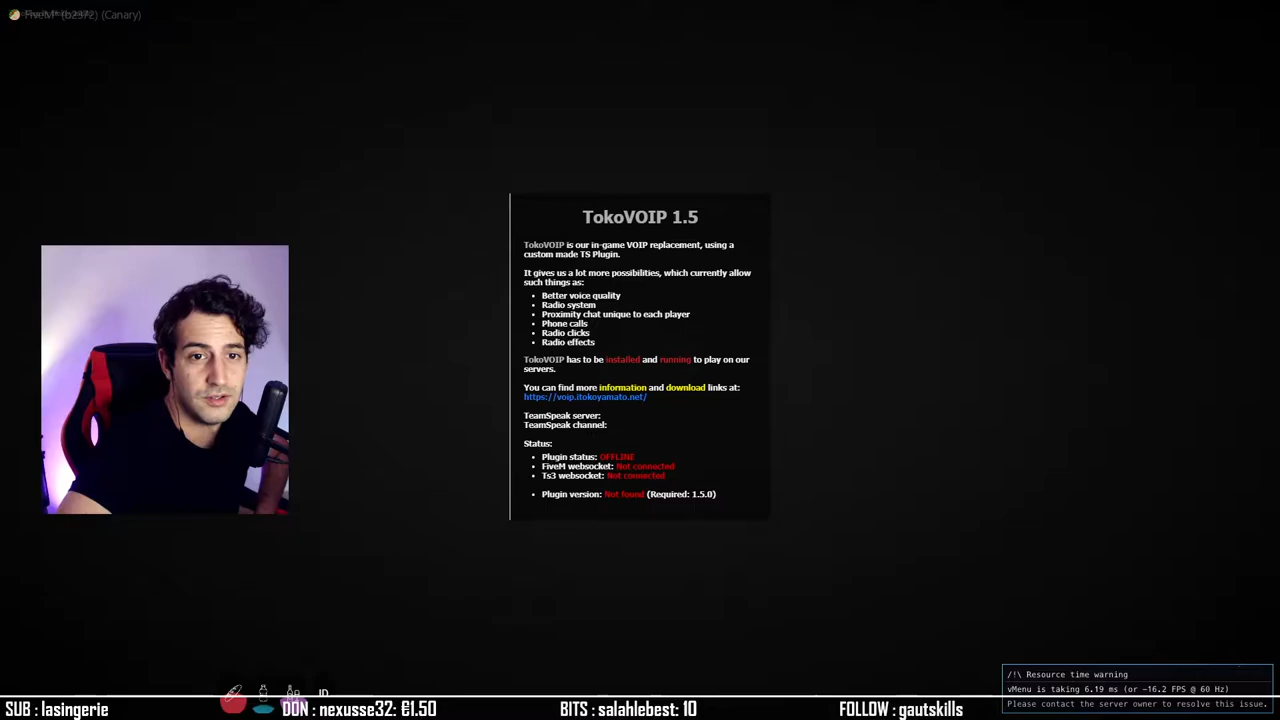 FiveM® (b2372) (Canary)
TokoVOIP 1.5
TokoVOIP is our in-game VOIP replacement, using a
custom made TS Plugin.
It gives us a lot more possibilities, which currently allow
such things as:
• Better voice quality
• Radio system
• Proximity chat unique to each player
• Phone calls
• Radio clicks
• Radio effects
TokoVOIP has to be installed and running to play on our
servers.
You can find more information and download links at:
https://voip.itokoyamato.net/
TeamSpeak server:
TeamSpeak channel:
Status:
• Plugin status: OFFLINE
• FiveM websocket: Not connected
• Ts3 websocket: Not connected
• Plugin version: Not found (Required: 1.5.0)
/!\ Resource time warning
vMenu is taking 6.19 ms (or -16.2 FPS @ 60 Hz)
Please contact the server owner to resolve this issue.
ID
SUB : lasingerie
DON : nexusse32: €1.50
BITS : salahlebest: 10
FOLLOW : gautskills